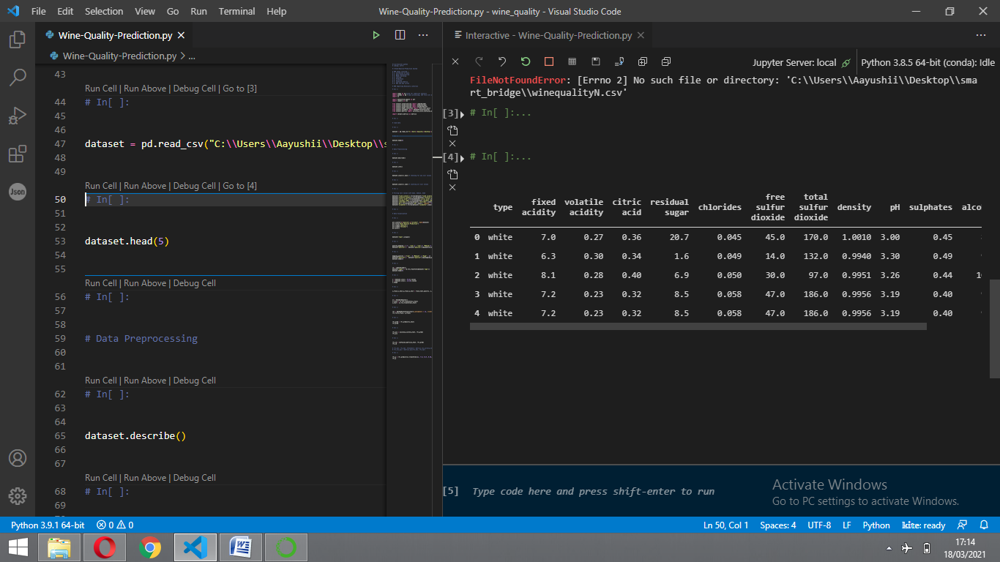 File Edit Selection View Go Run Terminal Help Wine-Quality-Prediction.py - wine_quality - Visual Studio Code
Wine-Quality-Prediction.py
Wine-Quality-Prediction.py > ...
43
Run Cell | Run Above | Debug Cell | Go to [3]
44 # In[ ]:
45
46
47 dataset = pd.read_csv("C:\\Users\\Aayushii\\Desktop\\s
48
49
Run Cell | Run Above | Debug Cell | Go to [4]
50 # In[ ]:
51
52
53 dataset.head(5)
54
55
Run Cell | Run Above | Debug Cell
56 # In[ ]:
57
58
59 # Data Preprocessing
60
61
Run Cell | Run Above | Debug Cell
62 # In[ ]:
63
64
65 dataset.describe()
66
67
Run Cell | Run Above | Debug Cell
68 # In[ ]:
69
Json
Interactive - Wine-Quality-Prediction.py
Jupyter Server: local Python 3.8.5 64-bit (conda): Idle
FileNotFoundError: [Errno 2] No such file or directory: 'C:\\Users\\Aayushii\\Desktop\\sma
rt_bridge\\winequalityN.csv'
[3] # In[ ]:...
[4] # In[ ]:...
type fixed acidity volatile acidity citric acid residual sugar chlorides free sulfur dioxide total sulfur dioxide density pH sulphates alco
0 white 7.0 0.27 0.36 20.7 0.045 45.0 170.0 1.0010 3.00 0.45
1 white 6.3 0.30 0.34 1.6 0.049 14.0 132.0 0.9940 3.30 0.49
2 white 8.1 0.28 0.40 6.9 0.050 30.0 97.0 0.9951 3.26 0.44 10
3 white 7.2 0.23 0.32 8.5 0.058 47.0 186.0 0.9956 3.19 0.40
4 white 7.2 0.23 0.32 8.5 0.058 47.0 186.0 0.9956 3.19 0.40
[5] Type code here and press shift-enter to run
Activate Windows
Go to PC settings to activate Windows.
Python 3.9.1 64-bit 0 0 Ln 50, Col 1 Spaces: 4 UTF-8 LF Python kite: ready
17:14
18/03/2021